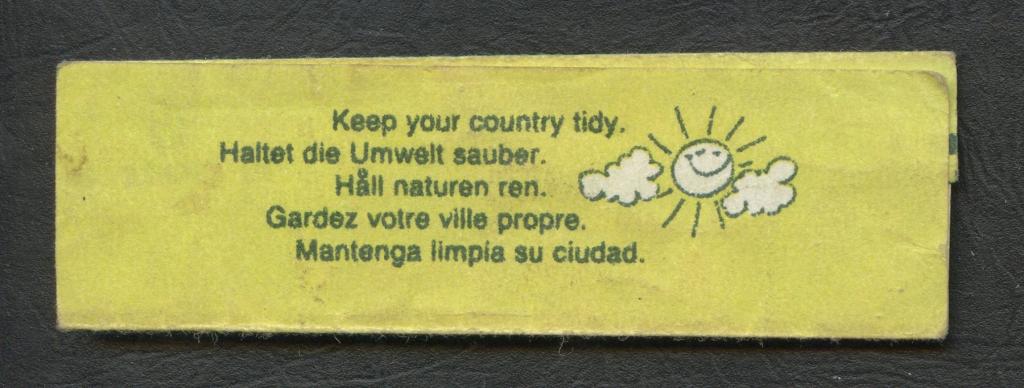 Keep your country tidy.
Haltet die Umwelt sauber.
Håll naturen ren.
Gardez votre ville propre.
Mantenga limpia su ciudad.